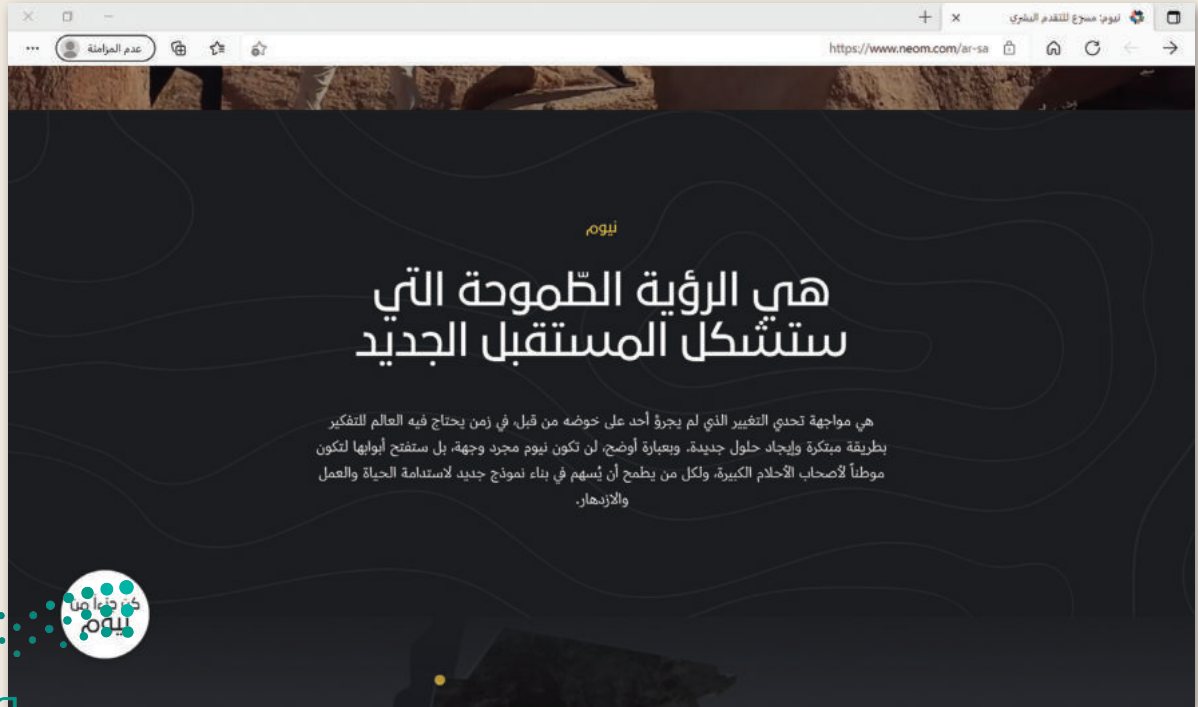 نيوم: مسرّع للتقدم البشري
https://www.neom.com/ar-sa
عدم المزامنة
نيوم
هي الرؤية الطّموحة التي
ستشكل المستقبل الجديد
هي مواجهة تحدي التغيير الذي لم يجرؤ أحد على خوضه من قبل، في زمن يحتاج فيه العالم للتفكير
بطريقة مبتكرة وإيجاد حلول جديدة. وبعبارة أوضح، لن تكون نيوم مجرد وجهة، بل ستفتح أبوابها لتكون
موطناً لأصحاب الأحلام الكبيرة، ولكل من يطمح أن يُسهم في بناء نموذج جديد لاستدامة الحياة والعمل
والازدهار.
كن جزءاً من
نيوم